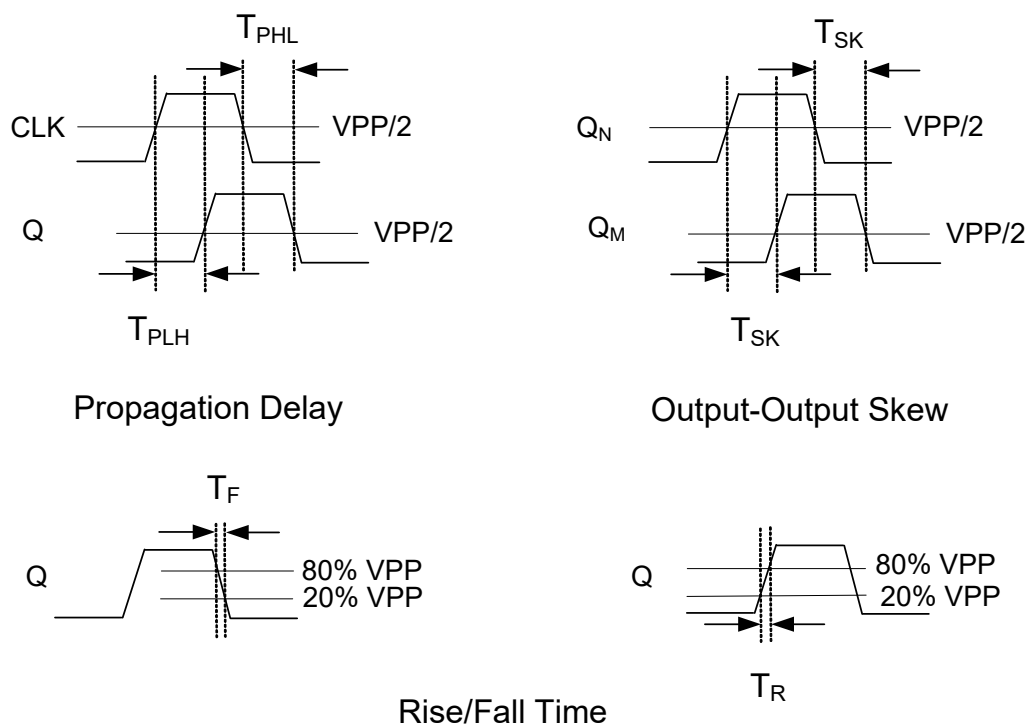 T_PHL
CLK
VPP/2
Q
VPP/2
T_PLH
Propagation Delay
T_SK
Q_N
VPP/2
Q_M
VPP/2
T_SK
Output-Output Skew
T_F
Q
80% VPP
20% VPP
Q
80% VPP
20% VPP
T_R
Rise/Fall Time